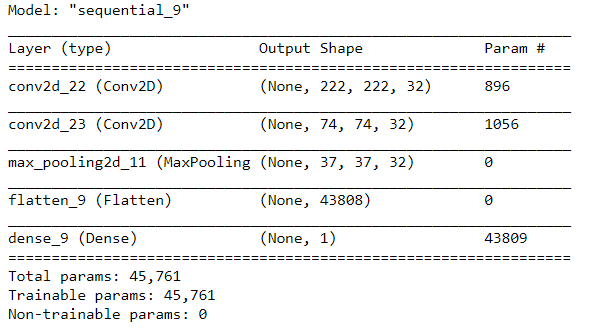 Model: "sequential_9"
Layer (type) Output Shape Param #
conv2d_22 (Conv2D) (None, 222, 222, 32) 896
conv2d_23 (Conv2D) (None, 74, 74, 32) 1056
max_pooling2d_11 (MaxPooling (None, 37, 37, 32) 0
flatten_9 (Flatten) (None, 43808) 0
dense_9 (Dense) (None, 1) 43809
Total params: 45,761
Trainable params: 45,761
Non-trainable params: 0